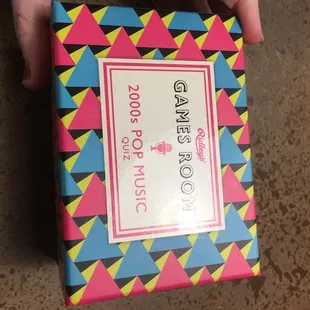 Ridley's
GAMES ROOM
2000s POP MUSIC
QUIZ